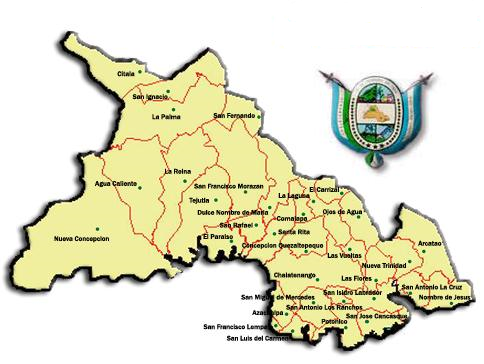 Citala
San Ignacio
La Palma
San Fernando
La Reina
Agua Caliente
San Francisco Morazan
El Carrizal
La Laguna
Tejutla
Dulce Nombre de Maria
Comalapa
Ojos de Agua
San Rafael
Santa Rita
Nueva Concepcion
El Paraiso
Concepcion Quezaltepeque
Arcatao
Las Vueltas
Nueva Trinidad
Chalatenango
Las Flores
San Antonio La Cruz
San Isidro Labrador
San Miguel de Mercedes
Nombre de Jesus
San Antonio Los Ranchos
Azacualpa
San Jose Cancasque
Potonico
San Francisco Lempa
San Luis del Carmen